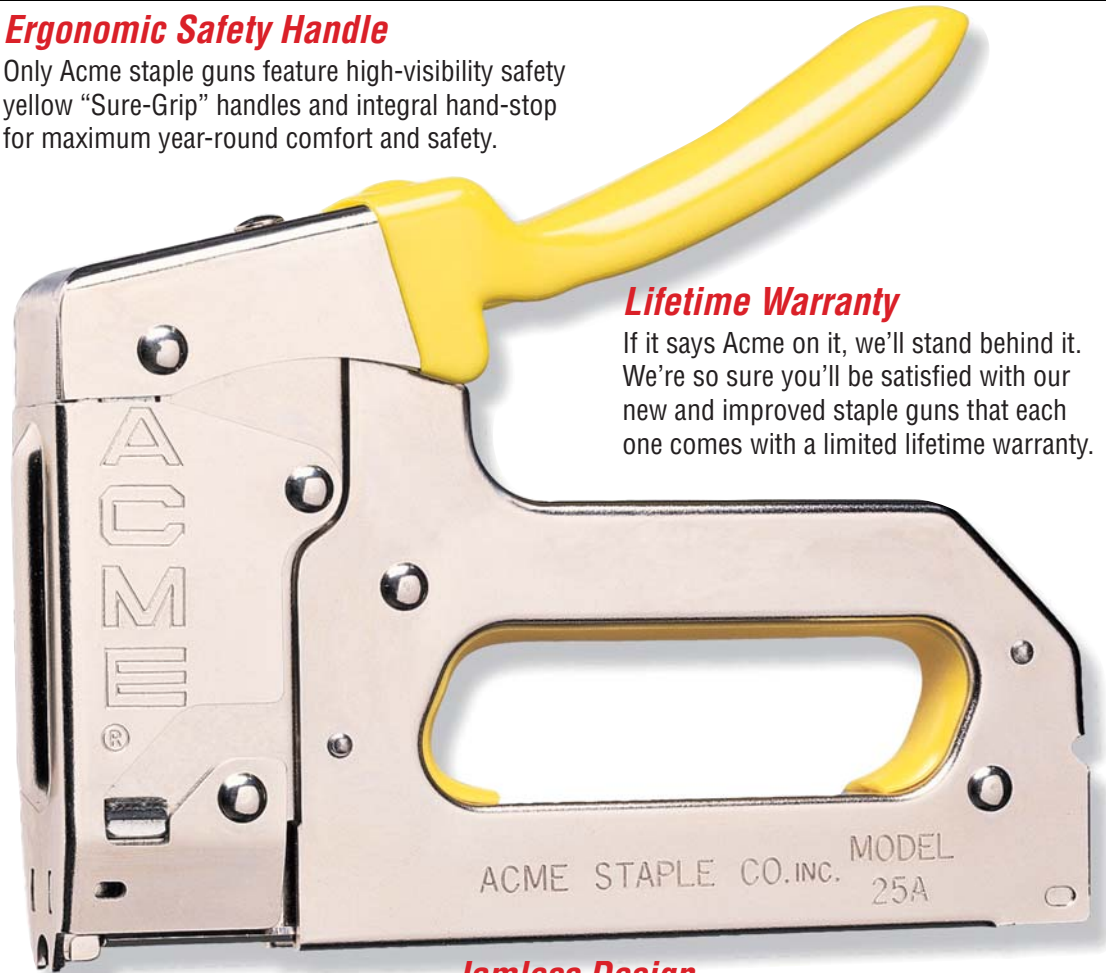 Ergonomic Safety Handle
Only Acme staple guns feature high-visibility safety
yellow “Sure-Grip” handles and integral hand-stop
for maximum year-round comfort and safety.
Lifetime Warranty
If it says Acme on it, we’ll stand behind it.
We’re so sure you’ll be satisfied with our
new and improved staple guns that each
one comes with a limited lifetime warranty.
ACME
®
ACME STAPLE CO. INC. MODEL
25A
Jamless Design